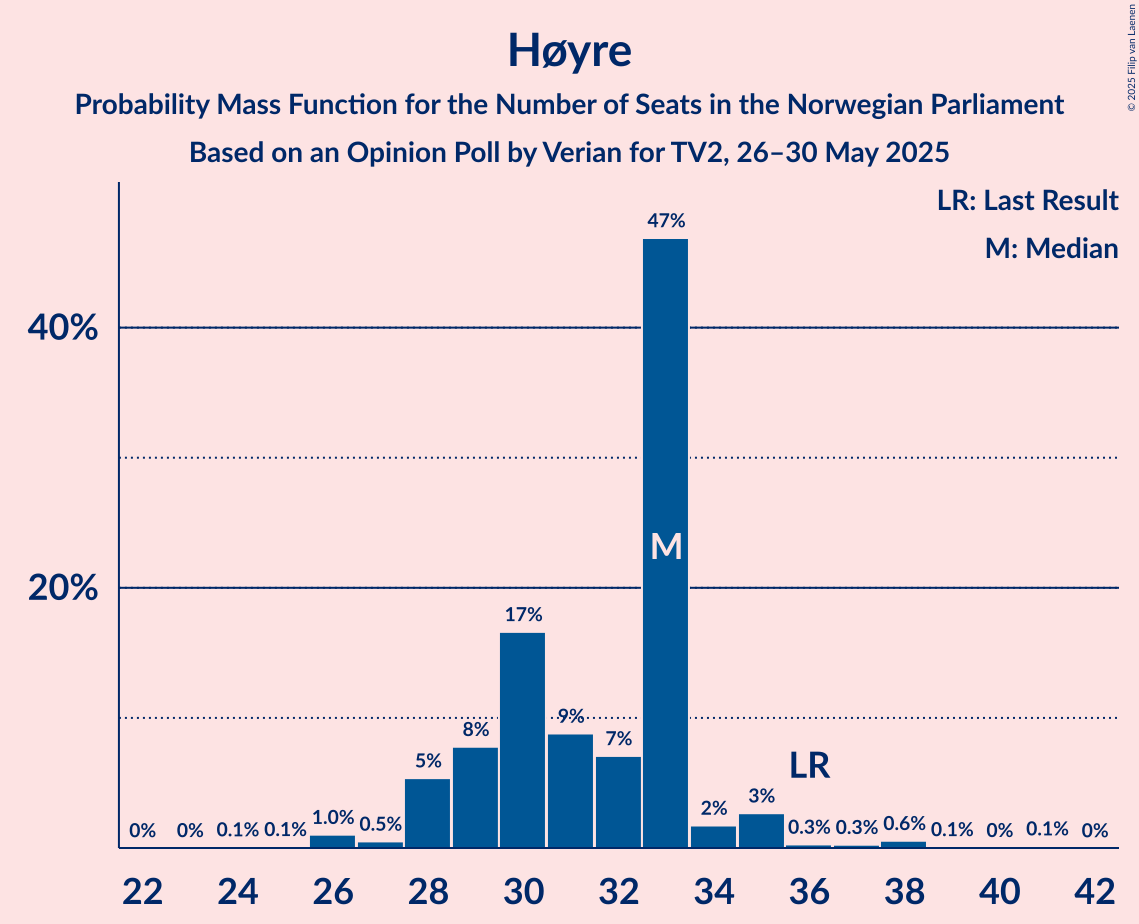 Høyre
Probability Mass Function for the Number of Seats in the Norwegian Parliament
Based on an Opinion Poll by Verian for TV2, 26–30 May 2025
© 2025 Filip van Laenen
LR: Last Result
M: Median
40%
20%
0% 0% 0.1% 0.1% 1.0% 0.5% 5% 8% 17% 9% 7% 47% 2% 3% 0.3% 0.3% 0.6% 0.1% 0% 0.1% 0%
M
LR
22 24 26 28 30 32 34 36 38 40 42